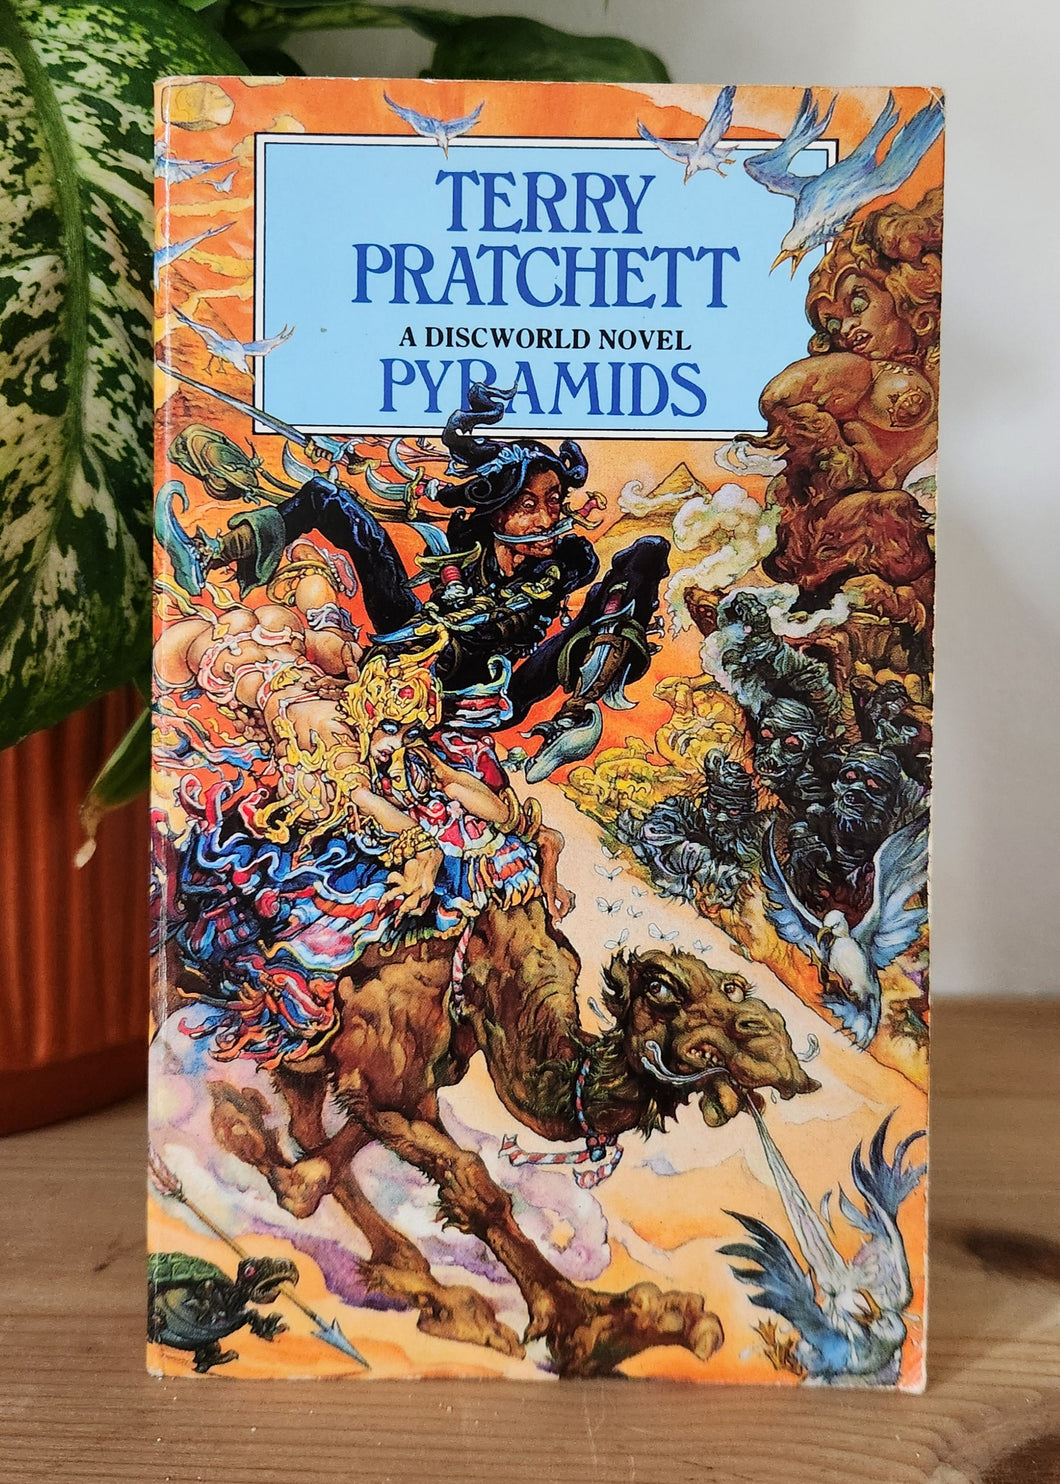 TERRY
PRATCHETT
A DISCWORLD NOVEL
PYRAMIDS